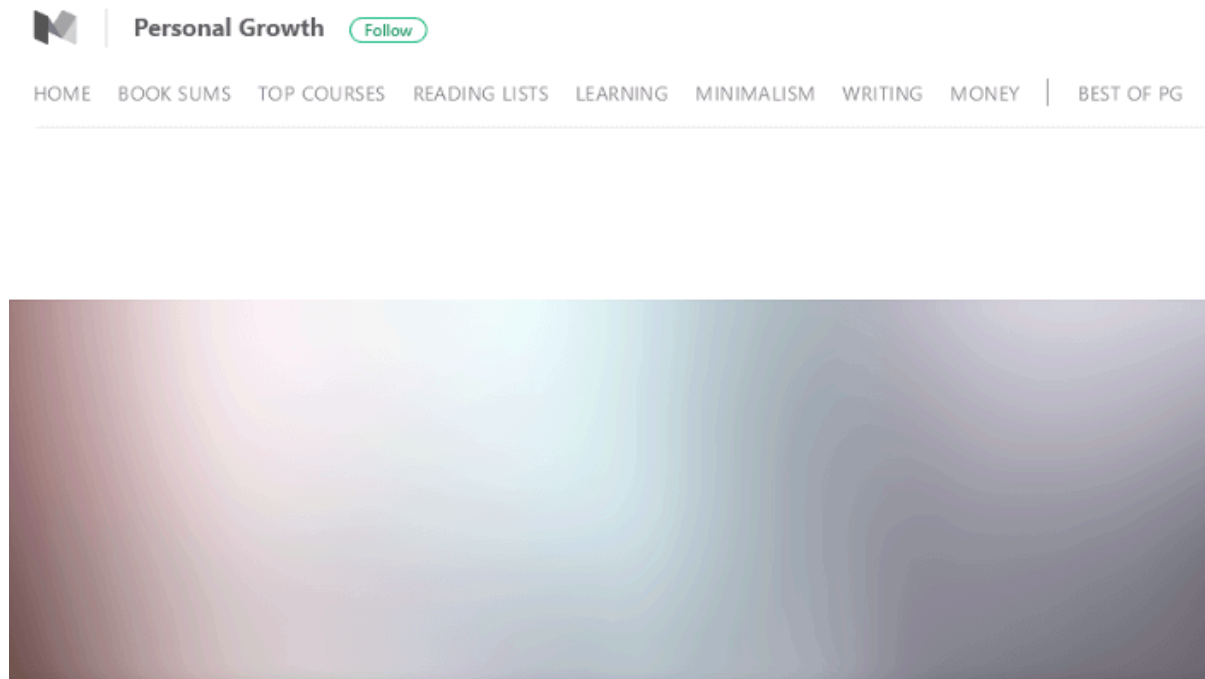 Personal Growth Follow
HOME BOOK SUMS TOP COURSES READING LISTS LEARNING MINIMALISM WRITING MONEY | BEST OF PG